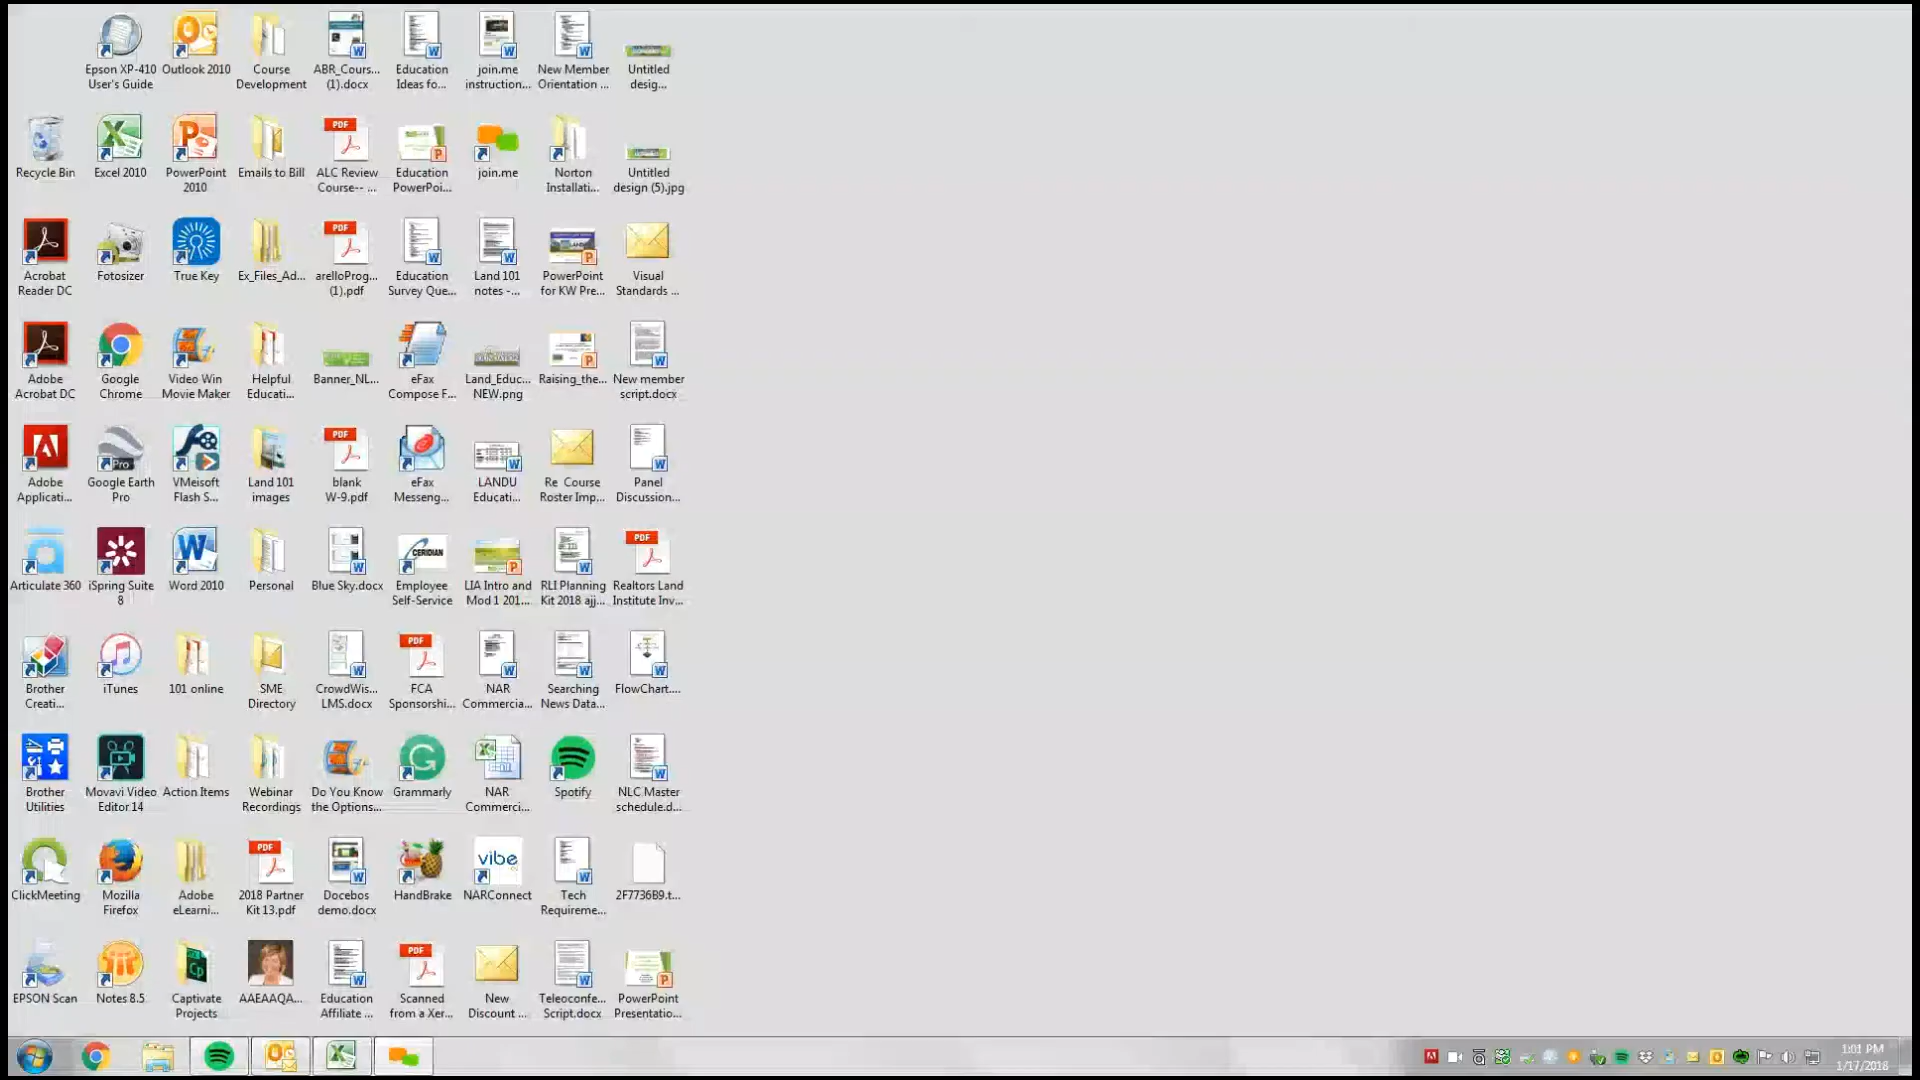 Epson XP-410
User's Guide
Outlook 2010
Course
Development
ABR_Cours...
(1).docx
Education
Ideas fo...
join.me
instruction...
New Member
Orientation ...
Untitled
desig...
Recycle Bin
Excel 2010
PowerPoint
2010
Emails to Bill
PDF
ALC Review
Course-- ...
Education
PowerPoi...
join.me
Norton
Installati...
Untitled
design (5).jpg
Acrobat
Reader DC
Fotosizer
True Key
Ex_Files_Ad...
PDF
arelloProg...
(1).pdf
Education
Survey Que...
Land 101
notes -...
PowerPoint
for KW Pre...
Visual
Standards ...
Adobe
Acrobat DC
Google
Chrome
Video Win
Movie Maker
Helpful
Educati...
Banner_NL...
eFax
Compose F...
Land_Educ...
NEW.png
Raising_the...
New member
script.docx
Adobe
Applicati...
Pro
Google Earth
Pro
VMeisoft
Flash S...
Land 101
images
PDF
blank
W-9.pdf
eFax
Messeng...
LANDU
Educati...
Re Course
Roster Imp...
Panel
Discussion...
Articulate 360
iSpring Suite
8
Word 2010
Personal
Blue Sky.docx
CERIDIAN
Employee
Self-Service
LIA Intro and
Mod 1 201...
RLI Planning
Kit 2018 ajj...
PDF
Realtors Land
Institute Inv...
Brother
Creati...
iTunes
101 online
SME
Directory
CrowdWis...
LMS.docx
PDF
FCA
Sponsorshi...
NAR
Commercia...
Searching
News Data...
FlowChart....
Brother
Utilities
Movavi Video
Editor 14
Action Items
Webinar
Recordings
Do You Know
the Options...
Grammarly
NAR
Commerci...
Spotify
NLC Master
schedule.d...
ClickMeeting
Mozilla
Firefox
Adobe
eLearni...
PDF
2018 Partner
Kit 13.pdf
Docebos
demo.docx
HandBrake
vibe
NARConnect
Tech
Requireme...
2F7736B9.t...
EPSON Scan
Notes 8.5
Cp
Captivate
Projects
AAEAAQA...
Education
Affiliate ...
PDF
Scanned
from a Xer...
New
Discount ...
Teleconfe...
Script.docx
PowerPoint
Presentatio...
1:01 PM
1/17/2018